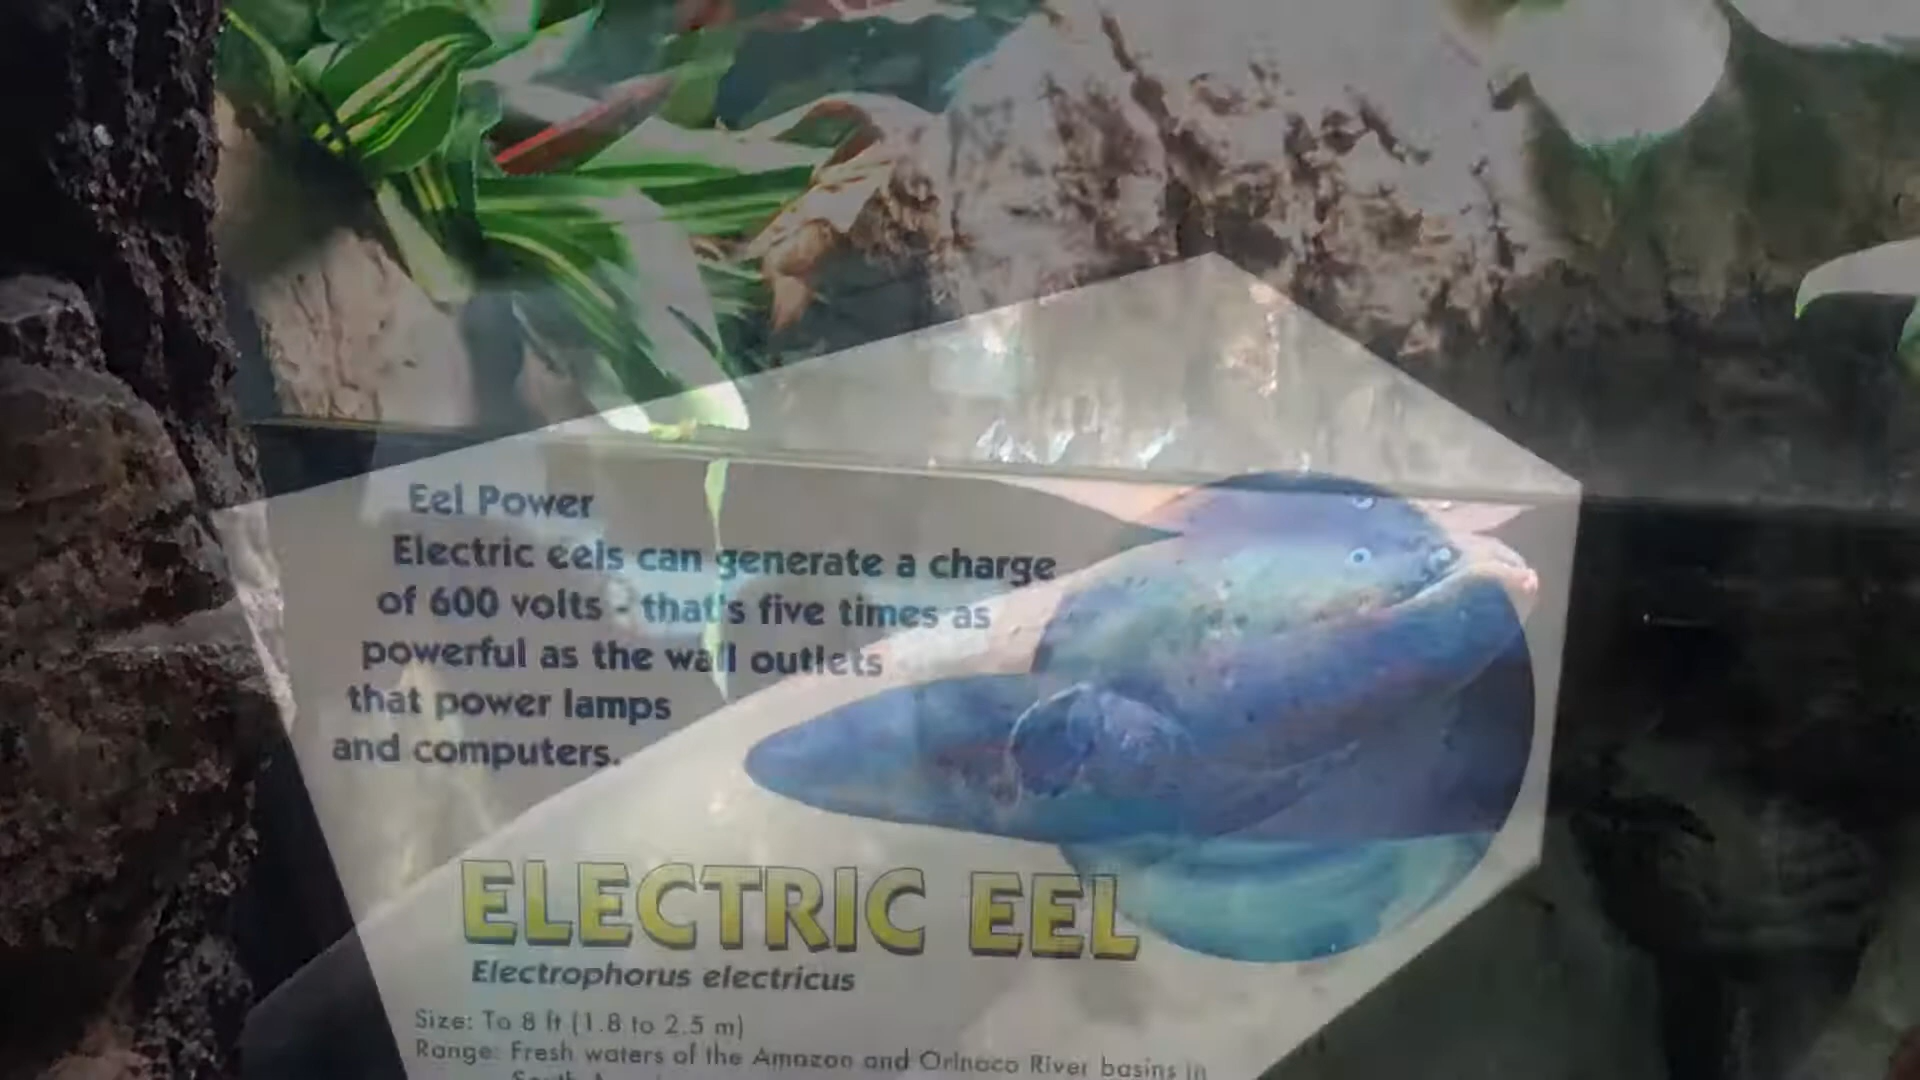 Eel Power
Electric eels can generate a charge
of 600 volts - that's five times as
powerful as the wall outlets
that power lamps
and computers.
ELECTRIC EEL
Electrophorus electricus
Size: To 8 ft (1.8 to 2.5 m)
Range: Fresh waters of the Amazon and Orinoco River basins in
South